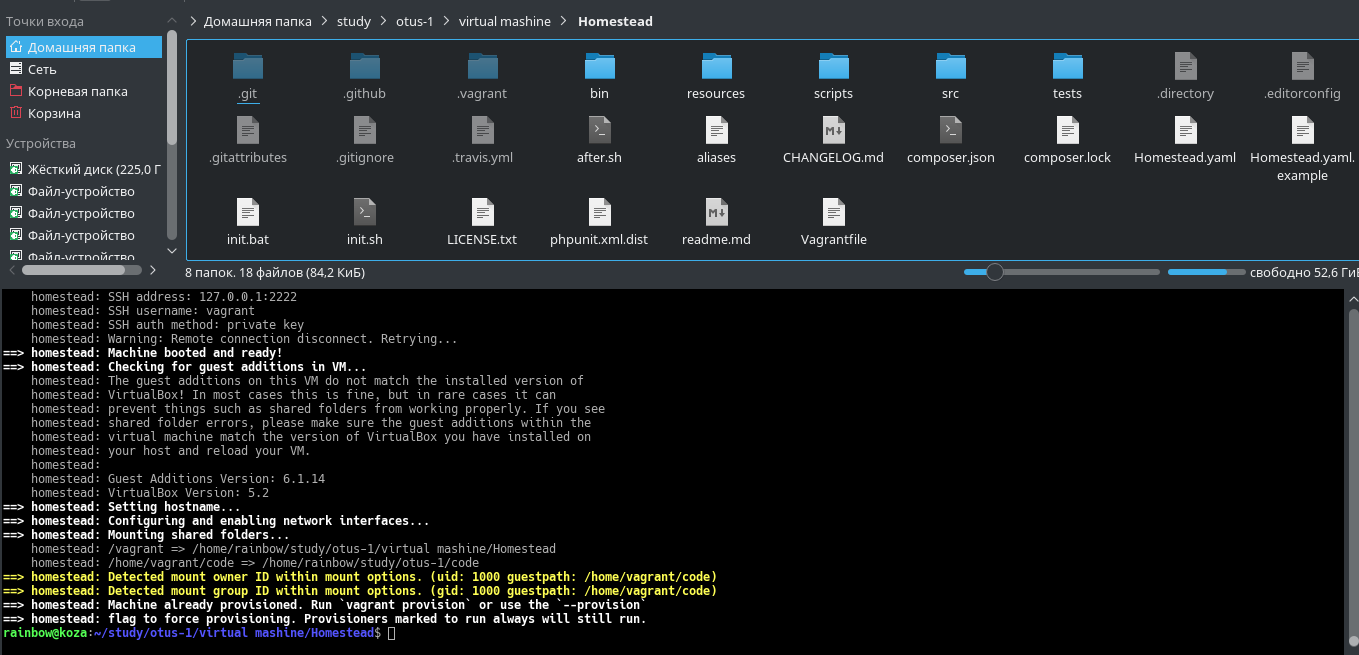 Точки входа
Домашняя папка
Сеть
Корневая папка
Корзина
Устройства
Жёсткий диск (225,0 Г
Файл-устройство
Файл-устройство
Файл-устройство
Файл-устройство
> Домашняя папка > study > otus-1 > virtual mashine > Homestead
.git .github .vagrant bin resources scripts src tests .directory .editorconfig
.gitattributes .gitignore .travis.yml after.sh aliases CHANGELOG.md composer.json composer.lock Homestead.yaml Homestead.yaml.
example
init.bat init.sh LICENSE.txt phpunit.xml.dist readme.md Vagrantfile
8 папок. 18 файлов (84,2 КиБ) свободно 52,6 ГиБ
homestead: SSH address: 127.0.0.1:2222
homestead: SSH username: vagrant
homestead: SSH auth method: private key
homestead: Warning: Remote connection disconnect. Retrying...
==> homestead: Machine booted and ready!
==> homestead: Checking for guest additions in VM...
homestead: The guest additions on this VM do not match the installed version of
homestead: VirtualBox! In most cases this is fine, but in rare cases it can
homestead: prevent things such as shared folders from working properly. If you see
homestead: shared folder errors, please make sure the guest additions within the
homestead: virtual machine match the version of VirtualBox you have installed on
homestead: your host and reload your VM.
homestead:
homestead: Guest Additions Version: 6.1.14
homestead: VirtualBox Version: 5.2
==> homestead: Setting hostname...
==> homestead: Configuring and enabling network interfaces...
==> homestead: Mounting shared folders...
homestead: /vagrant => /home/rainbow/study/otus-1/virtual mashine/Homestead
homestead: /home/vagrant/code => /home/rainbow/study/otus-1/code
==> homestead: Detected mount owner ID within mount options. (uid: 1000 guestpath: /home/vagrant/code)
==> homestead: Detected mount group ID within mount options. (gid: 1000 guestpath: /home/vagrant/code)
==> homestead: Machine already provisioned. Run `vagrant provision` or use the `--provision`
==> homestead: flag to force provisioning. Provisioners marked to run always will still run.
rainbow@koza:~/study/otus-1/virtual mashine/Homestead$